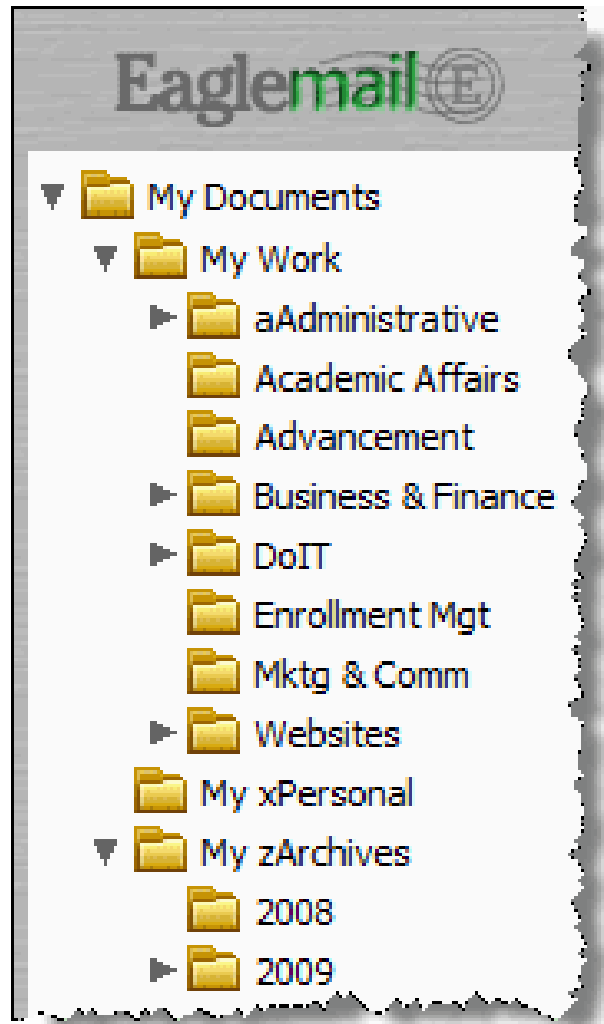 Eaglemail E
My Documents
My Work
aAdministrative
Academic Affairs
Advancement
Business & Finance
DoIT
Enrollment Mgt
Mktg & Comm
Websites
My xPersonal
My zArchives
2008
2009